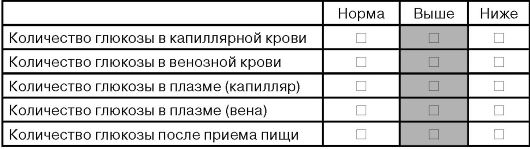 Норма Выше Ниже
Количество глюкозы в капиллярной крови ☐ ☐ ☐
Количество глюкозы в венозной крови ☐ ☐ ☐
Количество глюкозы в плазме (капилляр) ☐ ☐ ☐
Количество глюкозы в плазме (вена) ☐ ☐ ☐
Количество глюкозы после приема пищи ☐ ☐ ☐